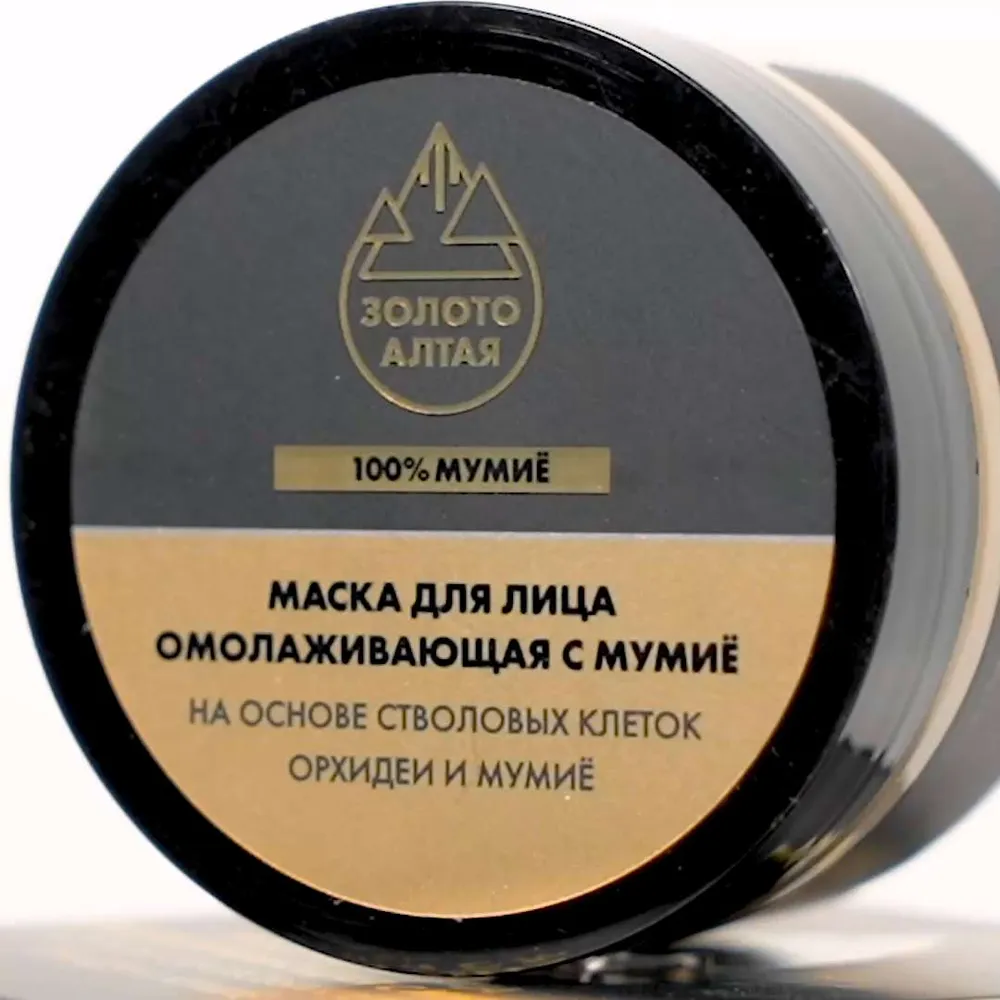 ЗОЛОТО
АЛТАЯ
100% МУМИЁ
МАСКА ДЛЯ ЛИЦА
ОМОЛАЖИВАЮЩАЯ С МУМИЁ
НА ОСНОВЕ СТВОЛОВЫХ КЛЕТОК
ОРХИДЕИ И МУМИЁ